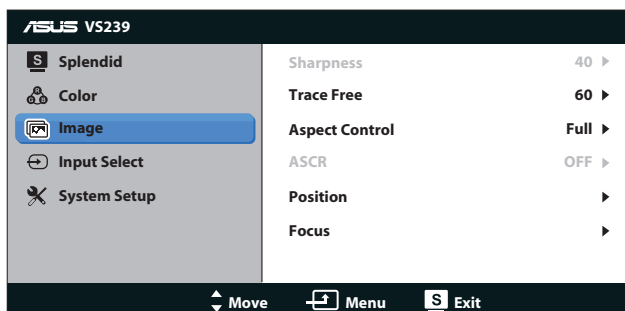 ASUS VS239
S Splendid
Color
Image
Input Select
System Setup
Sharpness 40
Trace Free 60
Aspect Control Full
ASCR OFF
Position
Focus
Move Menu S Exit